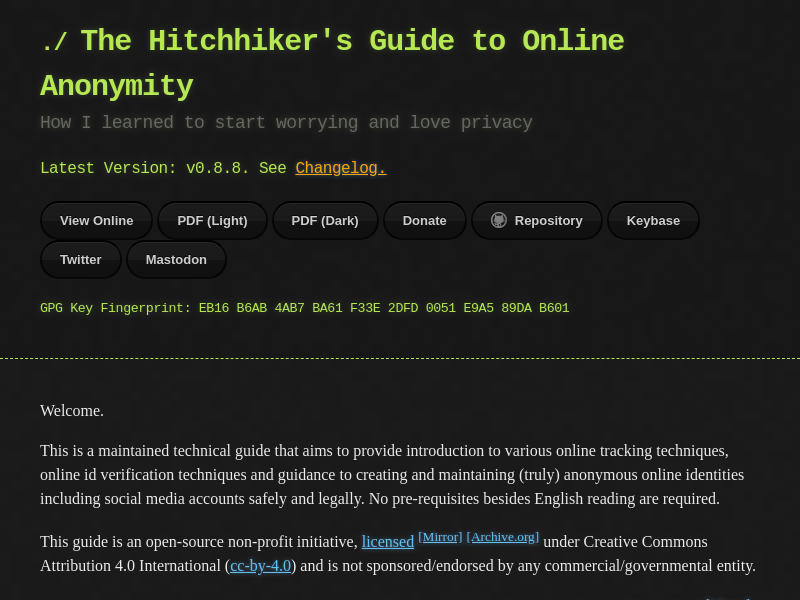 ./ The Hitchhiker's Guide to Online
Anonymity
How I learned to start worrying and love privacy
Latest Version: v0.8.8. See Changelog.
View Online PDF (Light) PDF (Dark) Donate Repository Keybase
Twitter Mastodon
GPG Key Fingerprint: EB16 B6AB 4AB7 BA61 F33E 2DFD 0051 E9A5 89DA B601
Welcome.
This is a maintained technical guide that aims to provide introduction to various online tracking techniques,
online id verification techniques and guidance to creating and maintaining (truly) anonymous online identities
including social media accounts safely and legally. No pre-requisites besides English reading are required.
This guide is an open-source non-profit initiative, licensed [Mirror] [Archive.org] under Creative Commons
Attribution 4.0 International (cc-by-4.0) and is not sponsored/endorsed by any commercial/governmental entity.